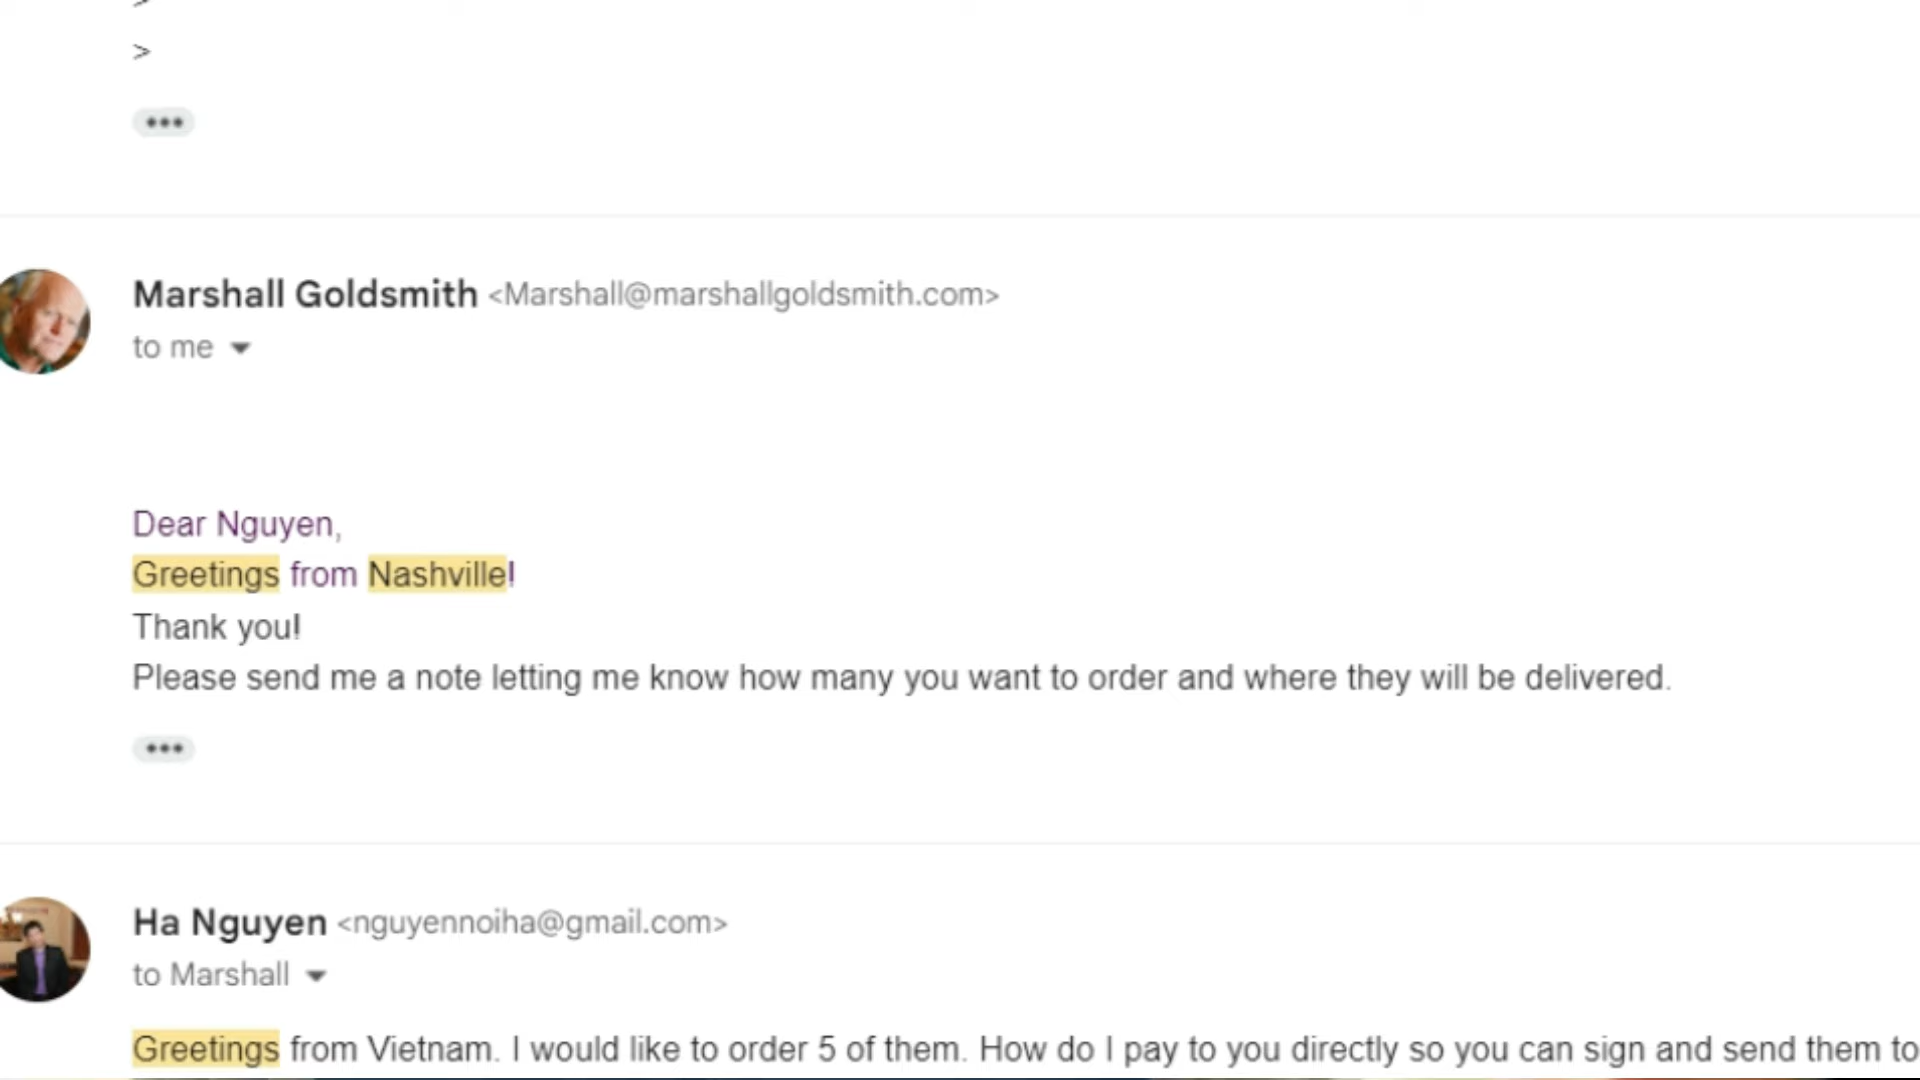 >
•••
Marshall Goldsmith <Marshall@marshallgoldsmith.com>
to me
Dear Nguyen,
Greetings from Nashville!
Thank you!
Please send me a note letting me know how many you want to order and where they will be delivered.
•••
Ha Nguyen <nguyennoiha@gmail.com>
to Marshall
Greetings from Vietnam. I would like to order 5 of them. How do I pay to you directly so you can sign and send them to